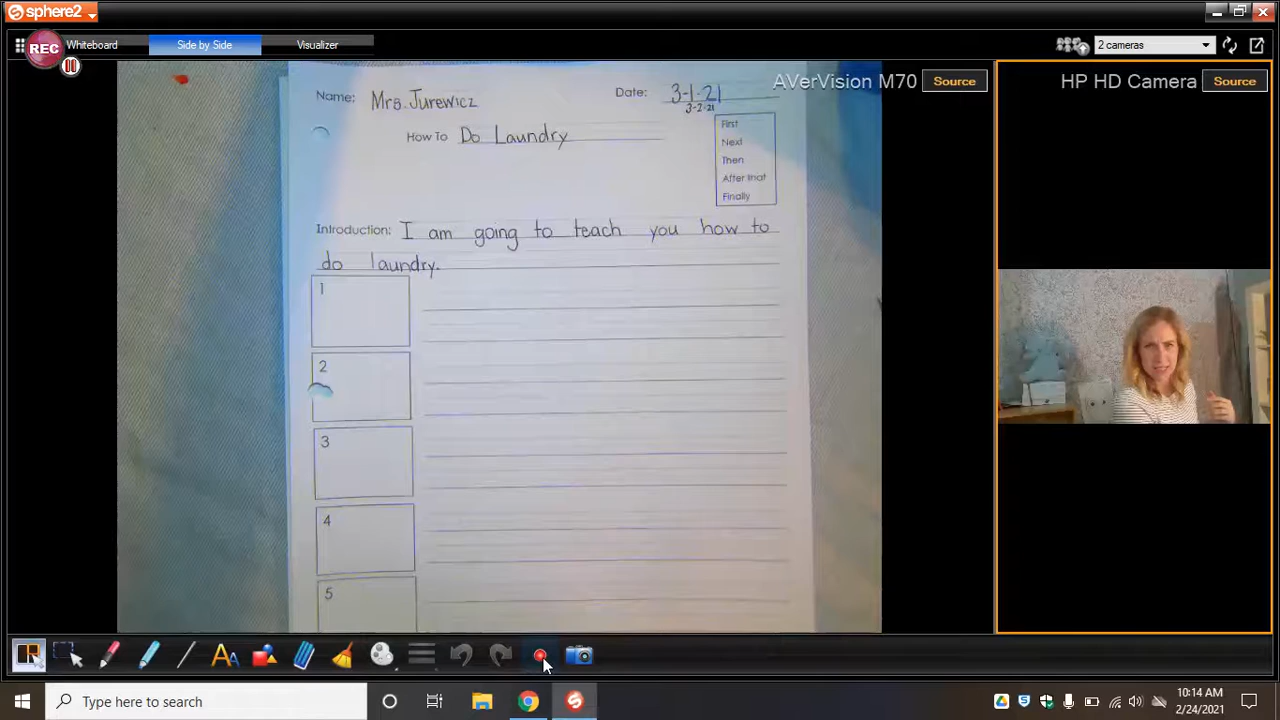 sphere2
REC
Whiteboard
Side by Side
Visualizer
2 cameras
AVerVision M70
Source
HP HD Camera
Source
Name: Mrs. Jurewicz
Date: 3-1-21
3-2-21
How To Do Laundry
First
Next
Then
After that
Finally
Introduction: I am going to teach you how to
do laundry.
1
2
3
4
5
Type here to search
10:14 AM
2/24/2021